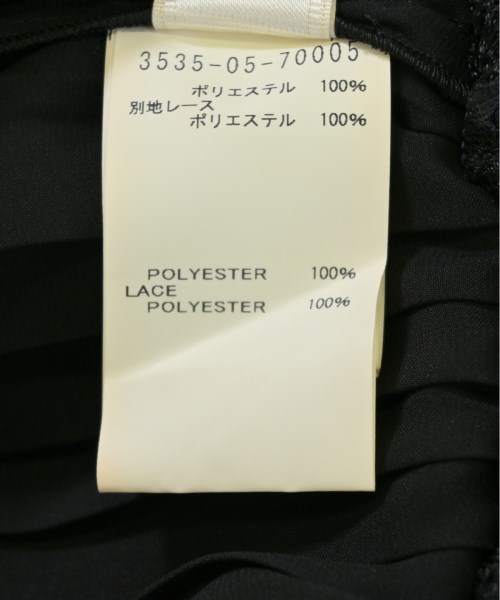 3535-05-70005
ポリエステル 100%
別地レース
ポリエステル 100%
POLYESTER 100%
LACE
POLYESTER 100%